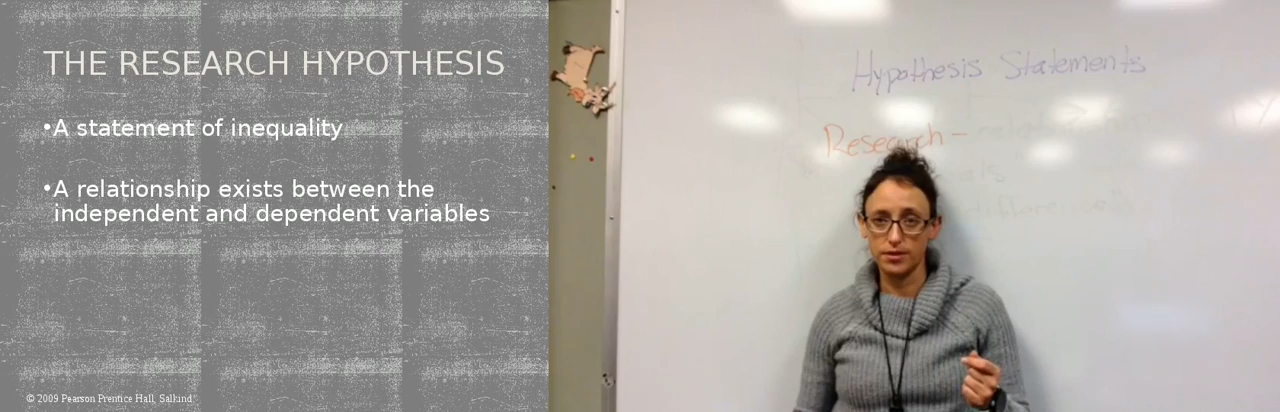 THE RESEARCH HYPOTHESIS
•A statement of inequality
•A relationship exists between the
independent and dependent variables
© 2009 Pearson Prentice Hall, Salkind
Hypothesis Statements
Research - relationship